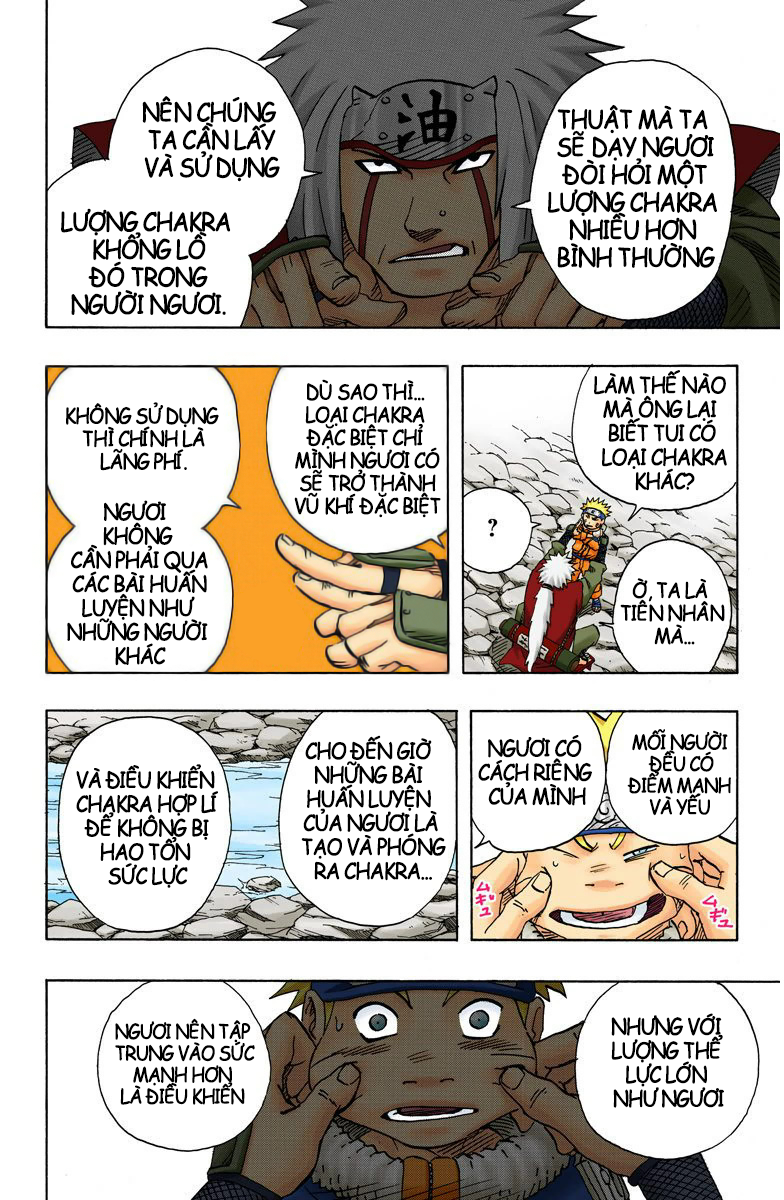 THUẬT MÀ TA
SẼ DẠY NGƯƠI
ĐÒI HỎI MỘT
LƯỢNG CHAKRA
NHIỀU HƠN
BÌNH THƯỜNG
油
NÊN CHÚNG
TA CẦN LẤY
VÀ SỬ DỤNG
LƯỢNG CHAKRA
KHỔNG LỒ
ĐÓ TRONG
NGƯỜI NGƯƠI.
LÀM THẾ NÀO
MÀ ÔNG LẠI
BIẾT TUI CÓ
LOẠI CHAKRA
KHÁC?
?
Ờ, TA LÀ
TIÊN NHÂN
MÀ...
DÙ SAO THÌ...
LOẠI CHAKRA
ĐẶC BIỆT CHỈ
MÌNH NGƯƠI CÓ
SẼ TRỞ THÀNH
VŨ KHÍ ĐẶC BIỆT
KHÔNG SỬ DỤNG
THÌ CHÍNH LÀ
LÃNG PHÍ.
NGƯƠI
KHÔNG
CẦN PHẢI QUA
CÁC BÀI HUẤN
LUYỆN NHƯ
NHỮNG NGƯỜI
KHÁC
MỖI NGƯỜI
ĐỀU CÓ
ĐIỂM MẠNH
VÀ YẾU
NGƯƠI CÓ
CÁCH RIÊNG
CỦA MÌNH
ムギュ
ムギュ
CHO ĐẾN GIỜ
NHỮNG BÀI
HUẤN LUYỆN
CỦA NGƯƠI LÀ
TẠO VÀ PHÓNG
RA CHAKRA...
VÀ ĐIỀU KHIỂN
CHAKRA HỢP LÍ
ĐỂ KHÔNG BỊ
HAO TỔN
SỨC LỰC
NHƯNG VỚI
LƯỢNG THỂ
LỰC LỚN
NHƯ NGƯƠI
NGƯƠI NÊN TẬP
TRUNG VÀO SỨC
MẠNH HƠN
LÀ ĐIỀU KHIỂN